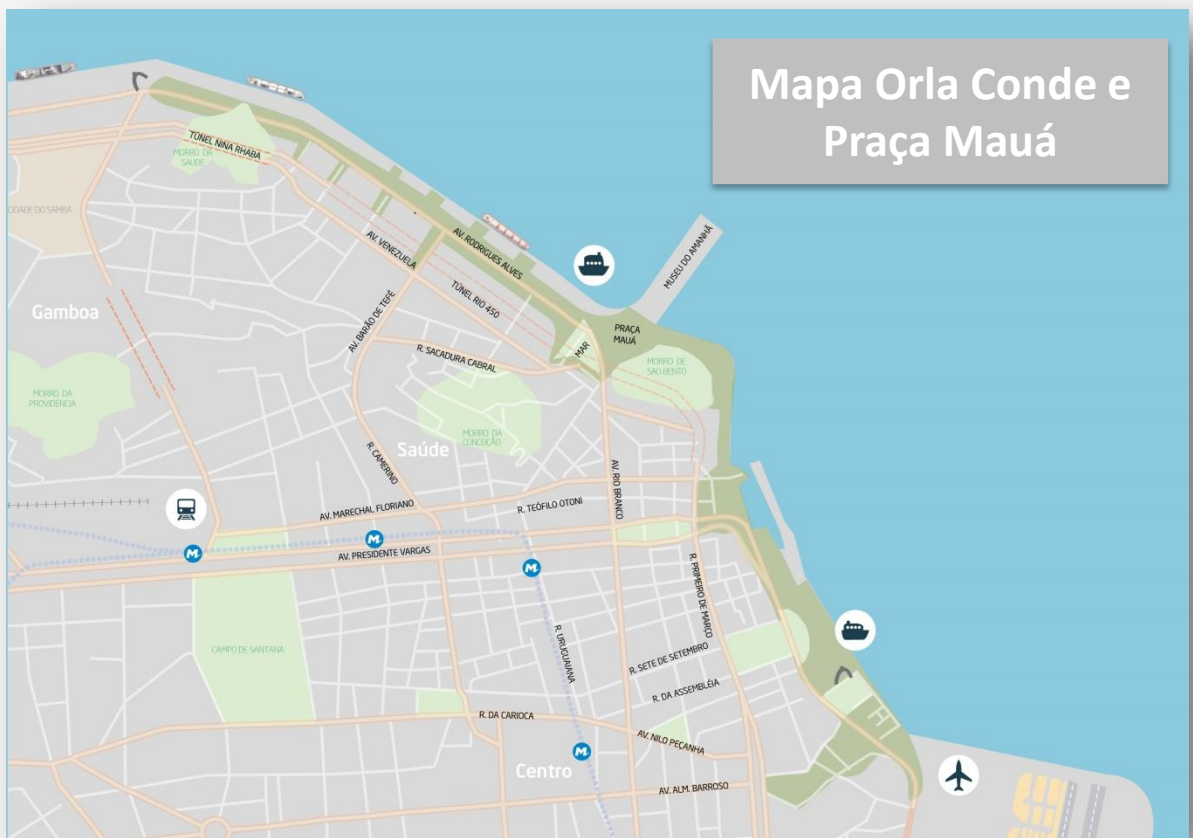 Mapa Orla Conde e
Praça Mauá
TÚNEL NINA RHABA
MORRO DA
SAÚDE
CIDADE DO SAMBA
AV. VENEZUELA
AV. RODRIGUES ALVES
MUSEU DO AMANHÃ
TÚNEL RIO 450
Gamboa
AV. BARÃO DE TEFÉ
PRAÇA
MAUÁ
MAR
R. SACADURA CABRAL
MORRO DE
SAO BENTO
MORRO DA
PROVIDÊNCIA
MORRO DA
CONCEIÇÃO
Saúde
R. CAMERINO
AV. RIO BRANCO
AV. MARECHAL FLORIANO
R. TEÓFILO OTONI
M
M
M
AV. PRESIDENTE VARGAS
R. PRIMEIRO DE MARÇO
R. URUGUAIANA
CAMPO DE SANTANA
R. SETE DE SETEMBRO
R. DA ASSEMBLÉIA
R. DA CARIOCA
AV. NILO PEÇANHA
M
Centro
AV. ALM. BARROSO